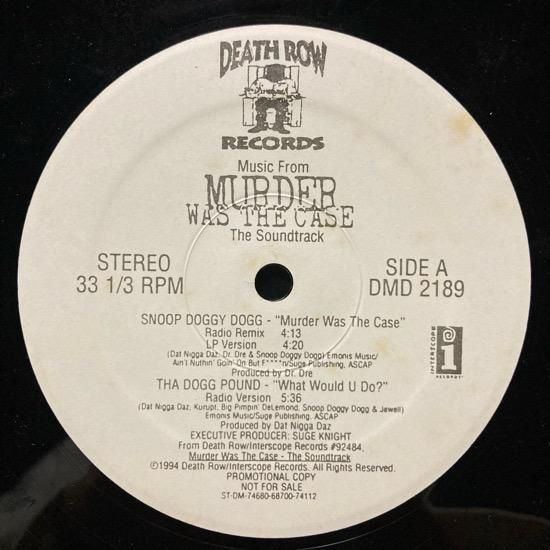 DEATH ROW
RECORDS
Music From
MURDER
WAS THE CASE
The Soundtrack
STEREO
33 1/3 RPM
SIDE A
DMD 2189
SNOOP DOGGY DOGG - "Murder Was The Case"
Radio Remix 4:13
LP Version 4:20
(Dat Nigga Daz, Dr. Dre & Snoop Doggy Dogg) Emonis Music/
Ain't Nuthin' Goin' On But F****n/Suge Publishing, ASCAP
Produced by Dr. Dre
INTERSCOPE
i
RECORDS
THA DOGG POUND - "What Would U Do?"
Radio Version 5:36
(Dat Nigga Daz, Kurupt, Big Pimpin' DeLemond, Snoop Doggy Dogg & Jewell)
Emonis Music/Suge Publishing, ASCAP
Produced by Dat Nigga Daz
EXECUTIVE PRODUCER: SUGE KNIGHT
From Death Row/Interscope Records #92484,
Murder Was The Case - The Soundtrack
©1994 Death Row/Interscope Records. All Rights Reserved.
PROMOTIONAL COPY
NOT FOR SALE
ST-DM-74680-68700-74112